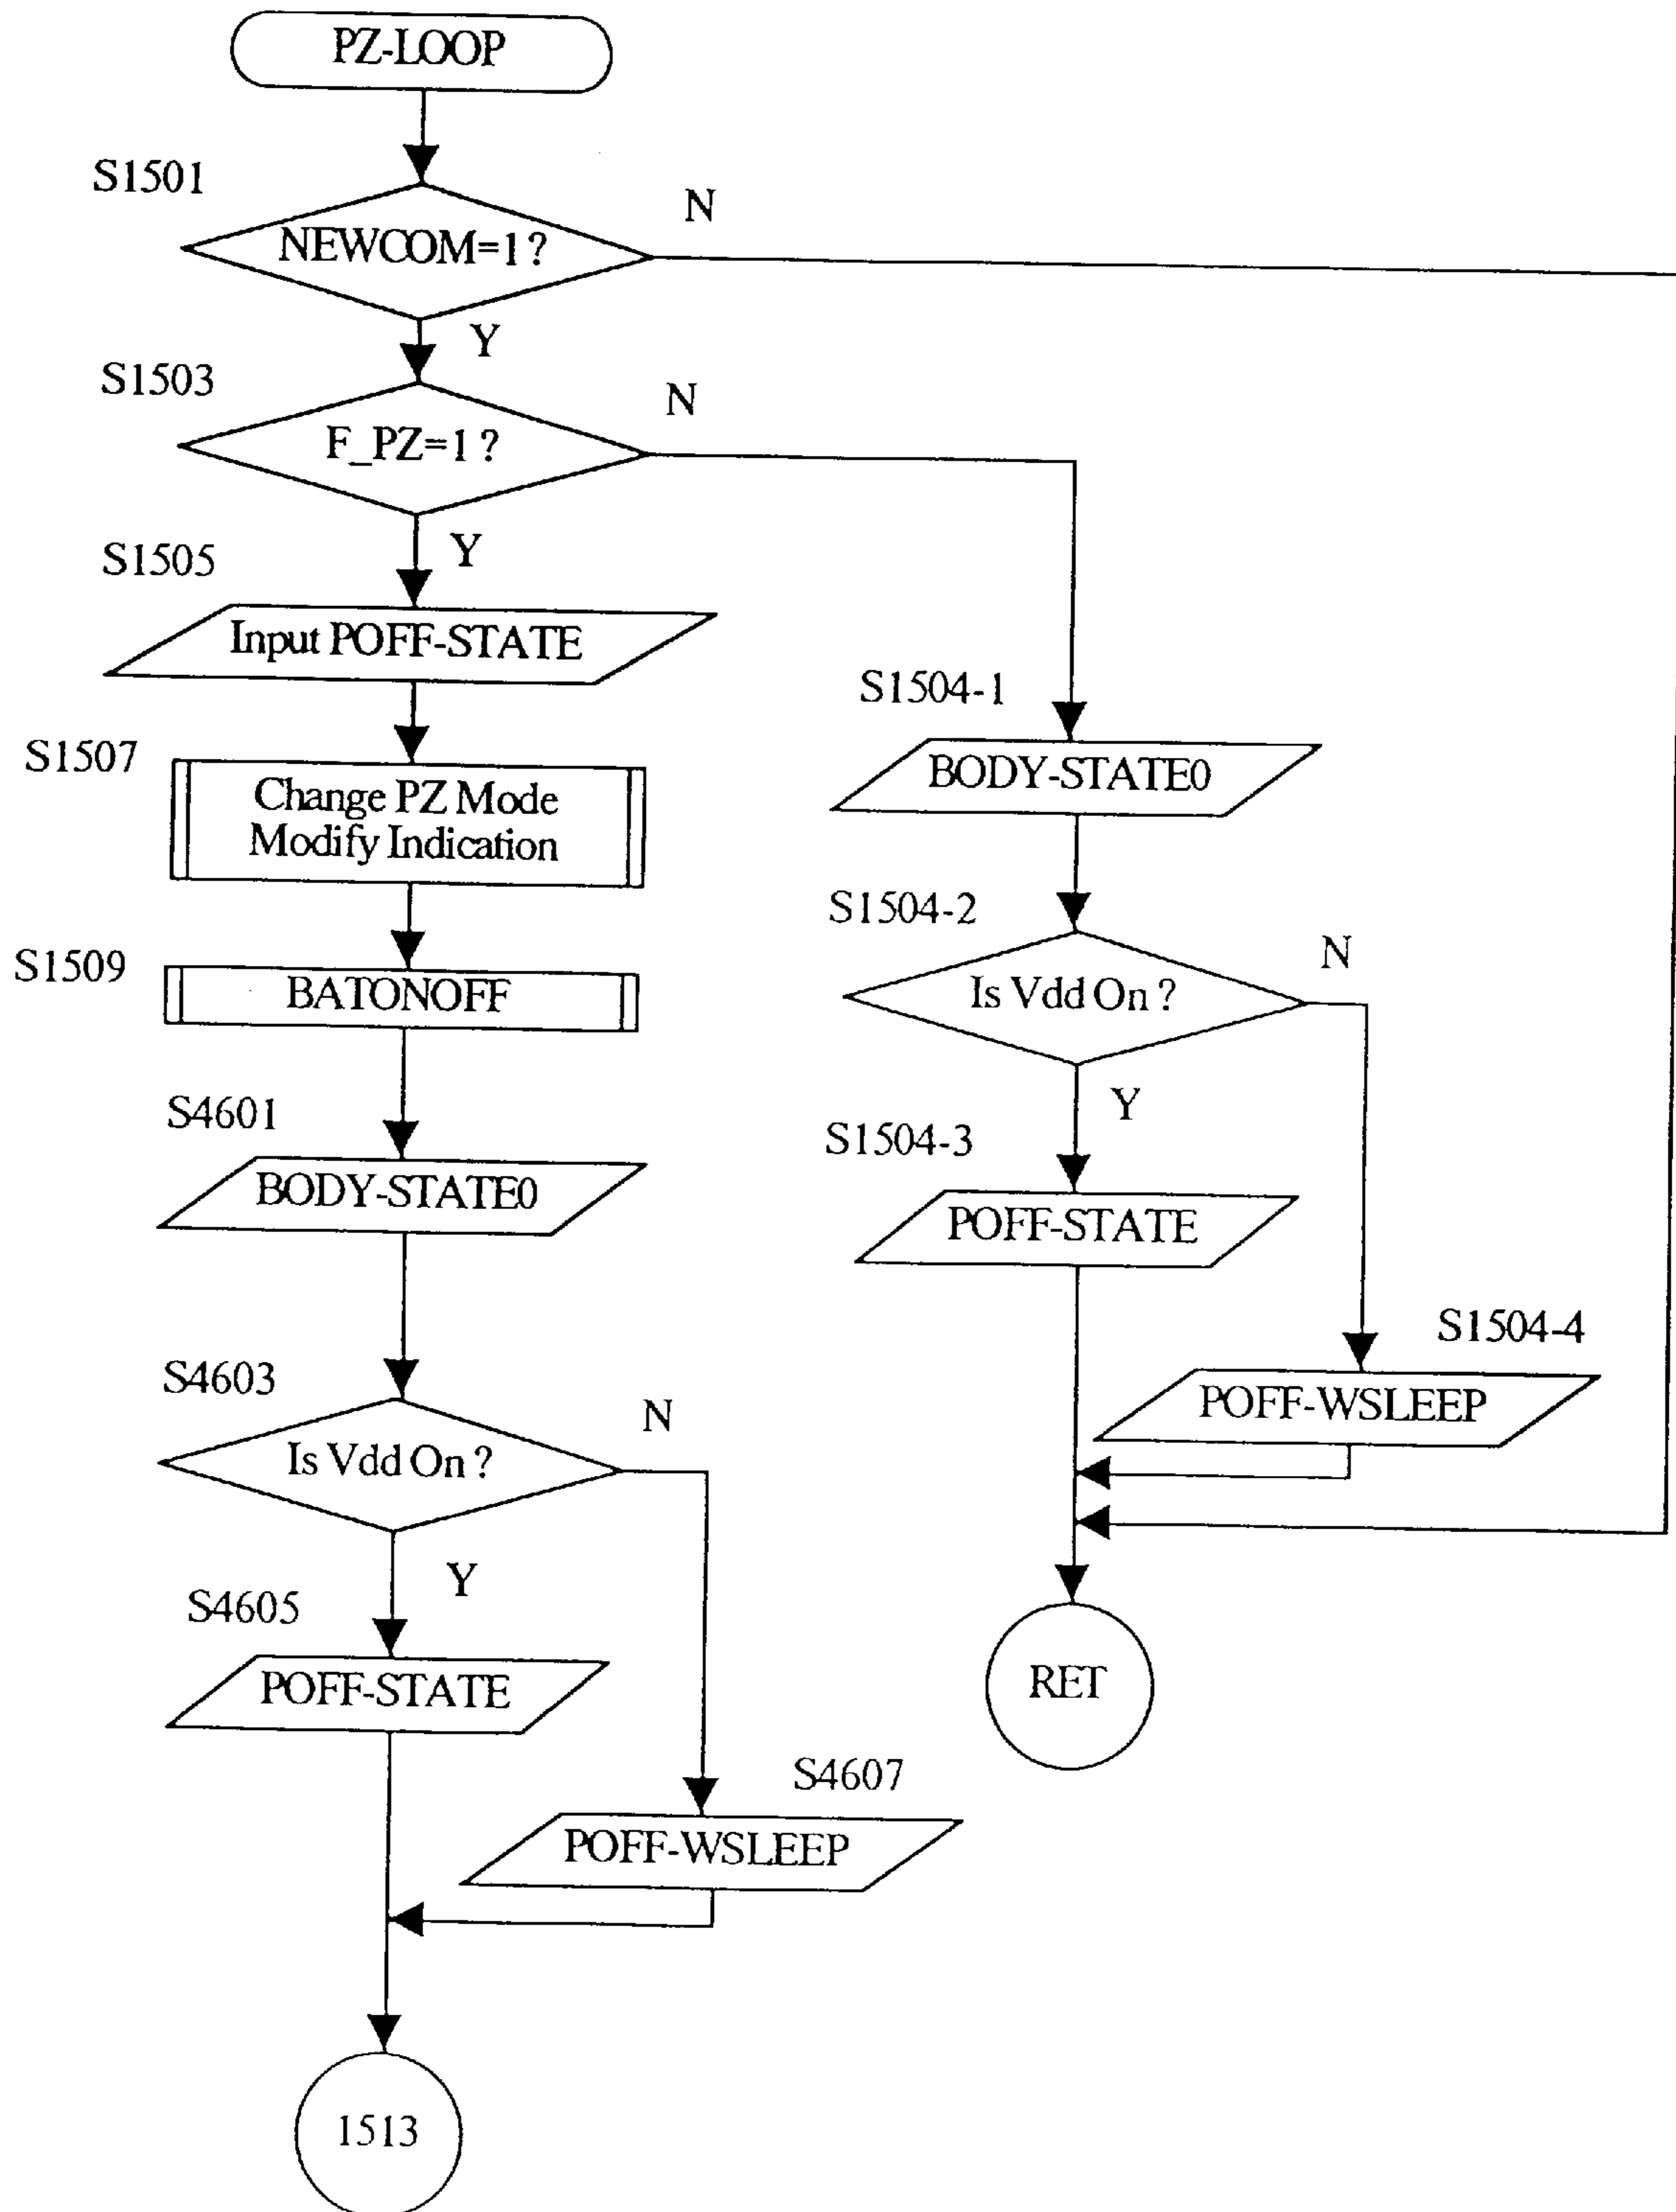 PZ-LOOP
S1501
NEWCOM=1 ?
N
Y
S1503
F_PZ=1 ?
N
Y
S1505
Input POFF-STATE
S1507
Change PZ Mode
Modify Indication
S1509
BATONOFF
S4601
BODY-STATE0
S4603
Is Vdd On ?
N
Y
S4605
POFF-STATE
S4607
POFF-WSLEEP
1513
S1504-1
BODY-STATE0
S1504-2
Is Vdd On ?
N
Y
S1504-3
POFF-STATE
S1504-4
POFF-WSLEEP
RET